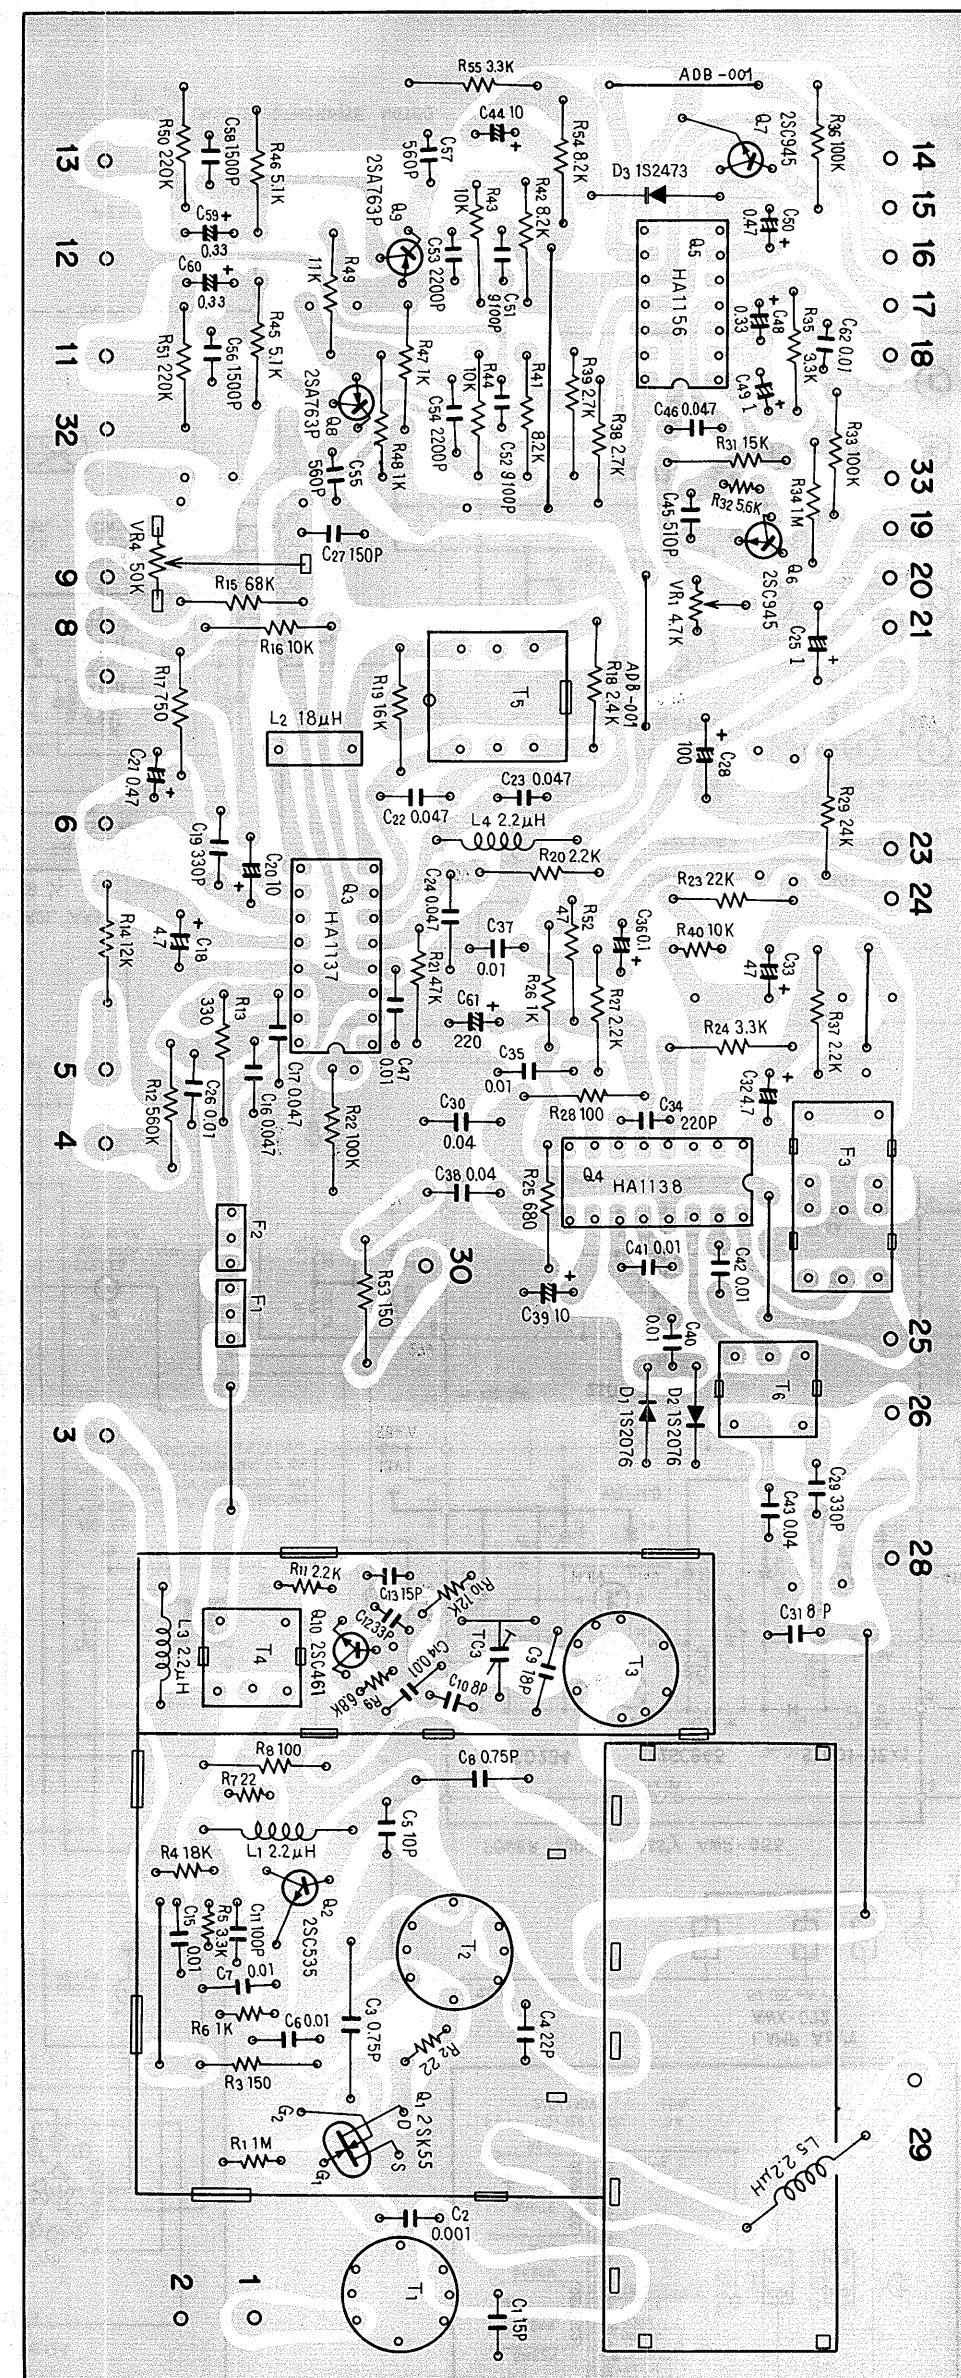 R55 3.3K
ADB-001
C44 10
R50 220K
C58 1500P
R46 5.1K
C57 560P
R54 8.2K
Q7 2SC945
R36 100K
13
14
D3 1S2473
2SA763P Q9
R43 10K
R42 8.2K
15
C59 0.33
C50 0.47
12
16
C60 0.33
R49 11K
C53 2200P
C51 9100P
Q5 HA1156
17
R51 220K
C56 1500P
R45 5.1K
R47 1K
C48 0.33
R35 3.3K
C62 0.01
11
18
2SA763P Q8
R44 10K
R41 8.2K
R39 2.7K
R38 2.7K
C49 1
32
R48 1K
C54 2200P
C52 9100P
C46 0.047
R33 100K
C55 560P
R31 15K
33
R32 5.6K
R34 1M
C45 510P
19
VR4 50K
C27 150P
Q6 2SC945
9
R15 68K
20
VR1 4.7K
8
R16 10K
21
C25 1
R17 750
R19 16K
T5
R18 2.4K
ADB-001
L2 18μH
C21 0.47
C28 100
C23 0.047
C22 0.047
R29 24K
6
L4 2.2μH
C19 330P
C20 10
R20 2.2K
23
Q3 HA1137
C24 0.047
R23 22K
24
R14 12K
C18 4.7
R21 47K
C37 0.01
R52 47
C36 0.1
R40 10K
C33 47
R26 1K
R27 2.2K
R13 330
C61 220
R24 3.3K
R37 2.2K
C17 0.047
C47 0.01
5
R12 560K
C26 0.01
C16 0.047
C35 0.01
R28 100
C32 4.7
4
R22 100K
C30 0.04
C34 220P
F3
C38 0.04
R25 680
Q4 HA1138
F2
R53 150
30
C41 0.01
C42 0.01
F1
C39 10
C40 0.01
25
T6
D1 1S2076
D2 1S2076
26
3
C29 330P
C43 0.04
28
R11 2.2K
C13 15P
R10 12K
C12 33P
C31 8P
L3 2.2μH
T4
Q10 2SC461
TC3
C9 18P
T3
C14 0.01
R9 6.8K
C10 8P
R8 100
C8 0.75P
R7 22
C5 10P
L1 2.2μH
R4 18K
Q2 2SC535
C15 0.01
R5 3.3K
C11 100P
T2
C7 0.01
R6 1K
C6 0.01
C3 0.75P
R2 22
C4 22P
R3 150
G2
D
Q1 2SK55
29
R1 1M
G1
S
L5 2.2μH
C2 0.001
2
1
T1
C1 15P